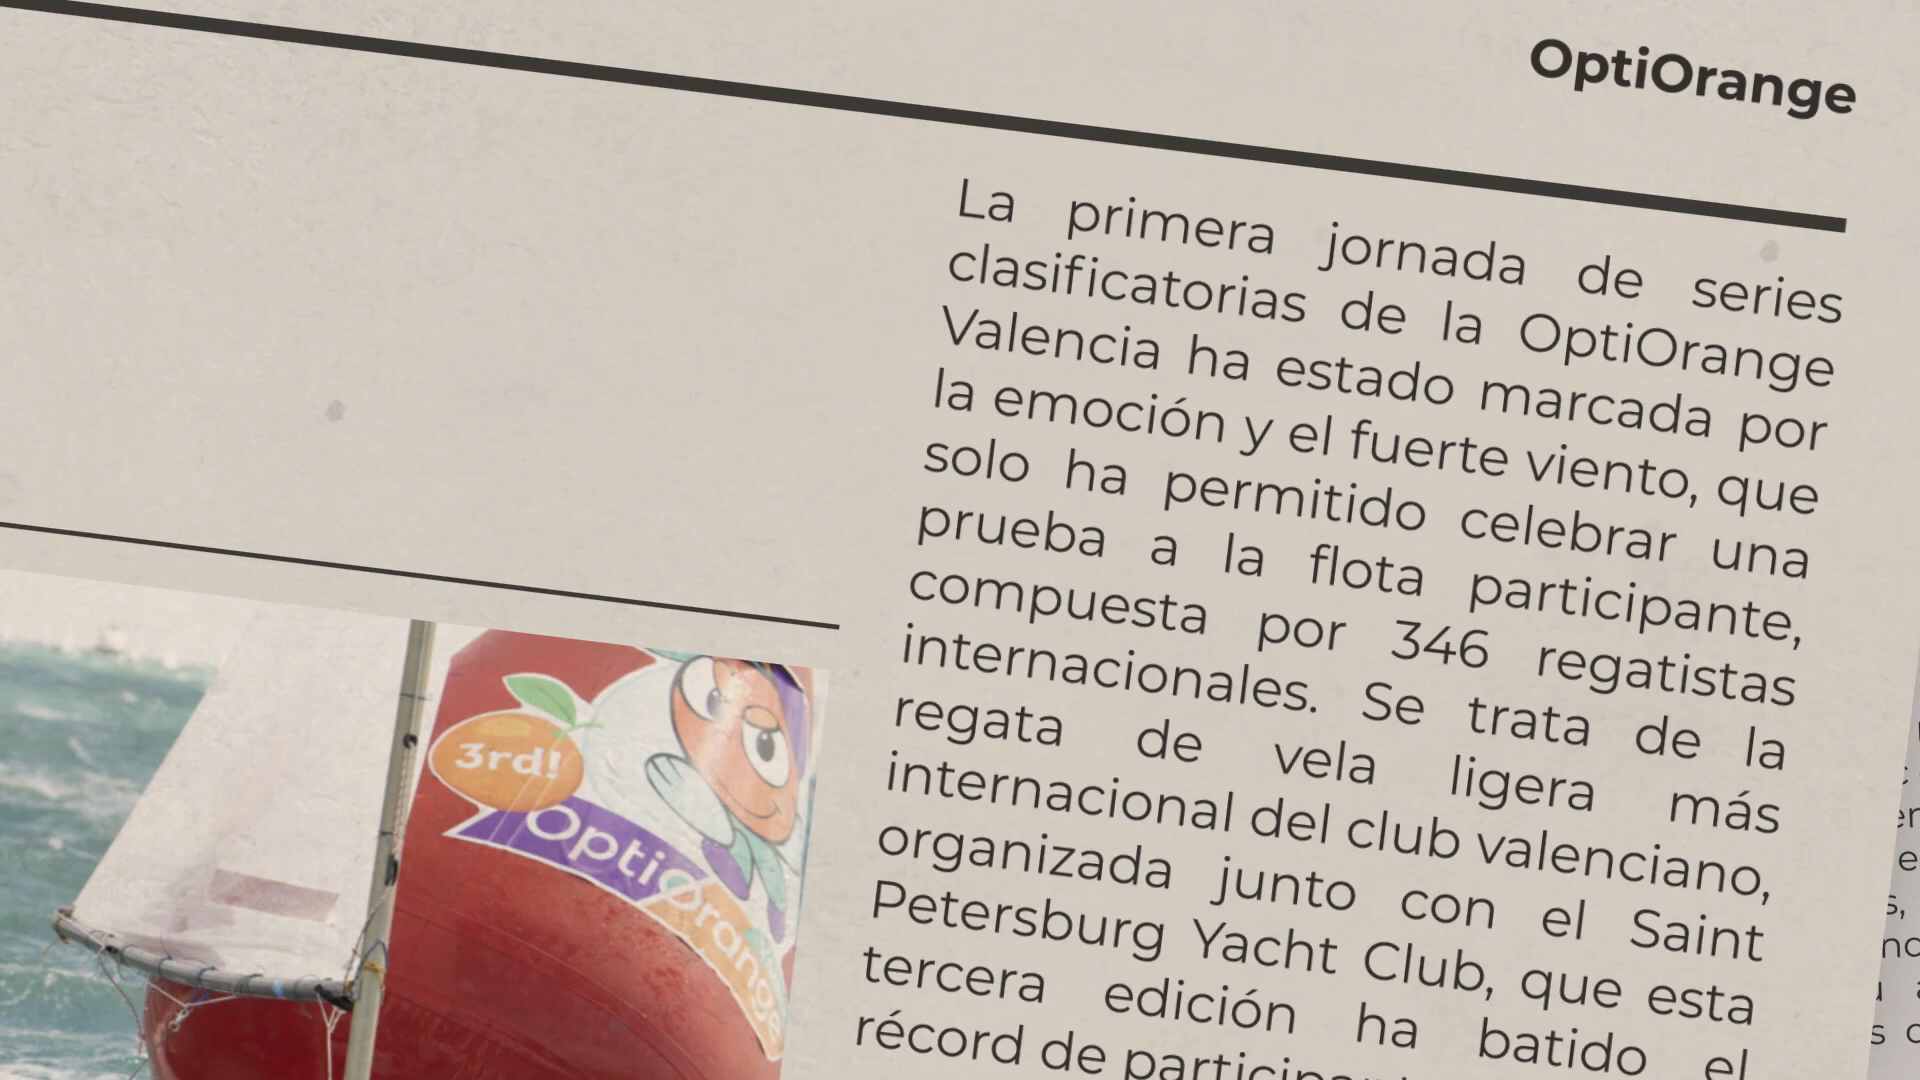 OptiOrange
La primera jornada de series
clasificatorias de la OptiOrange
Valencia ha estado marcada por
la emoción y el fuerte viento, que
solo ha permitido celebrar una
prueba a la flota participante,
compuesta por 346 regatistas
internacionales. Se trata de la
regata de vela ligera más
internacional del club valenciano,
organizada junto con el Saint
Petersburg Yacht Club, que esta
tercera edición ha batido el
récord de
3rd!
OptiOrange